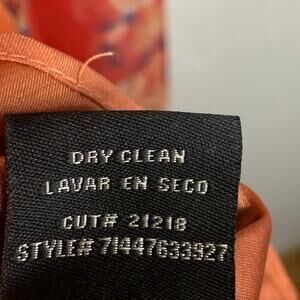 DRY CLEAN
LAVAR EN SECO
CUT# 21218
STYLE# 71447633927